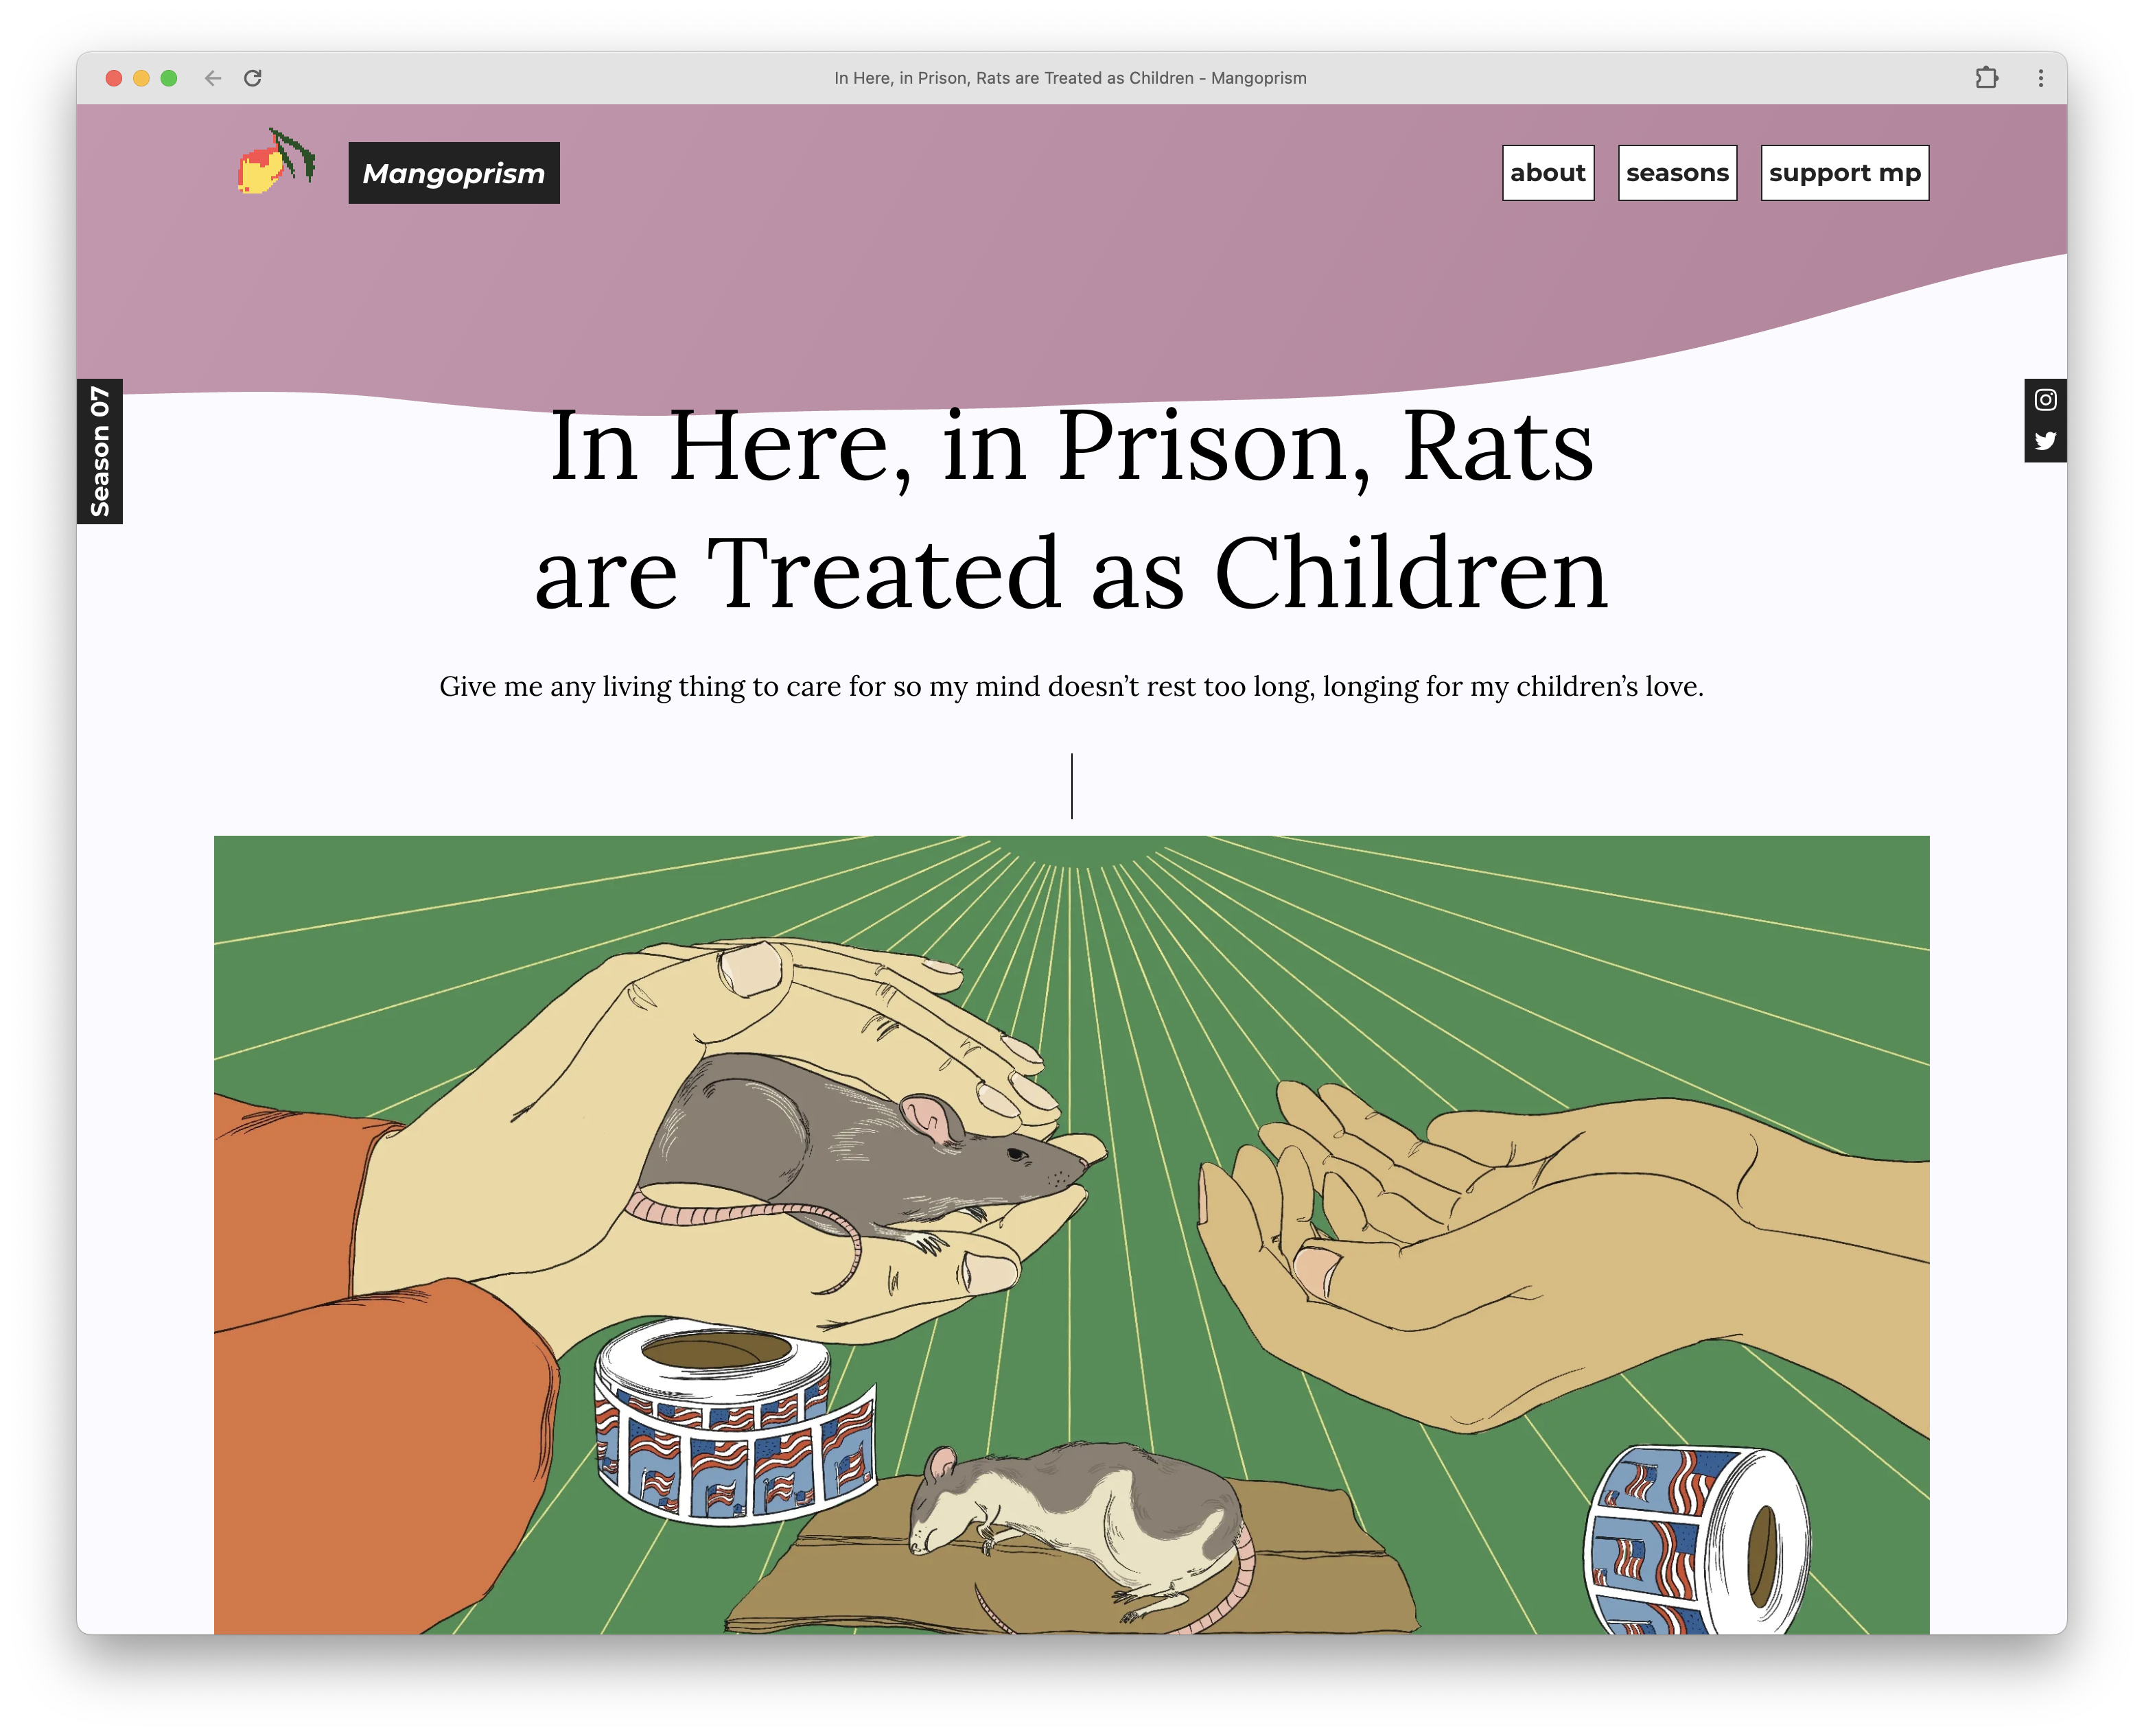 In Here, in Prison, Rats are Treated as Children - Mangoprism
Mangoprism
about
seasons
support mp
Season 07
In Here, in Prison, Rats
are Treated as Children
Give me any living thing to care for so my mind doesn’t rest too long, longing for my children’s love.